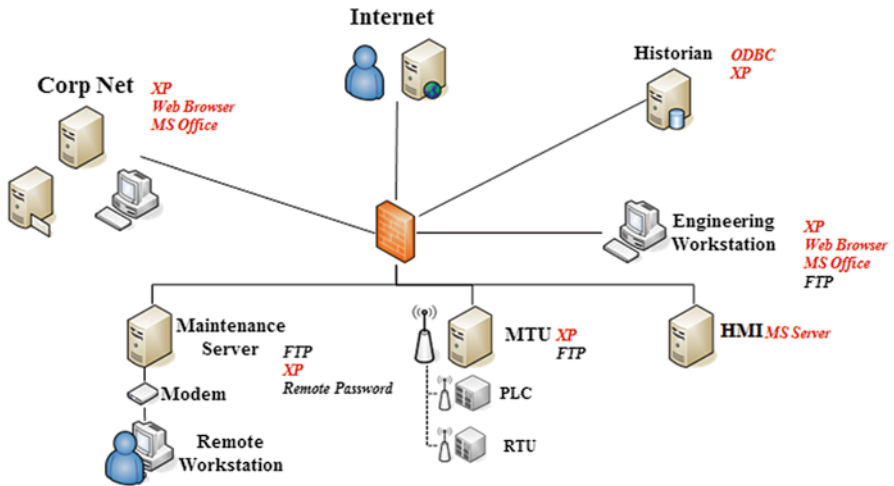 Internet
Historian
ODBC
XP
Corp Net
XP
Web Browser
MS Office
Engineering
Workstation
XP
Web Browser
MS Office
FTP
Maintenance
Server
FTP
XP
Remote Password
MTU XP
FTP
HMI MS Server
Modem
PLC
Remote
Workstation
RTU